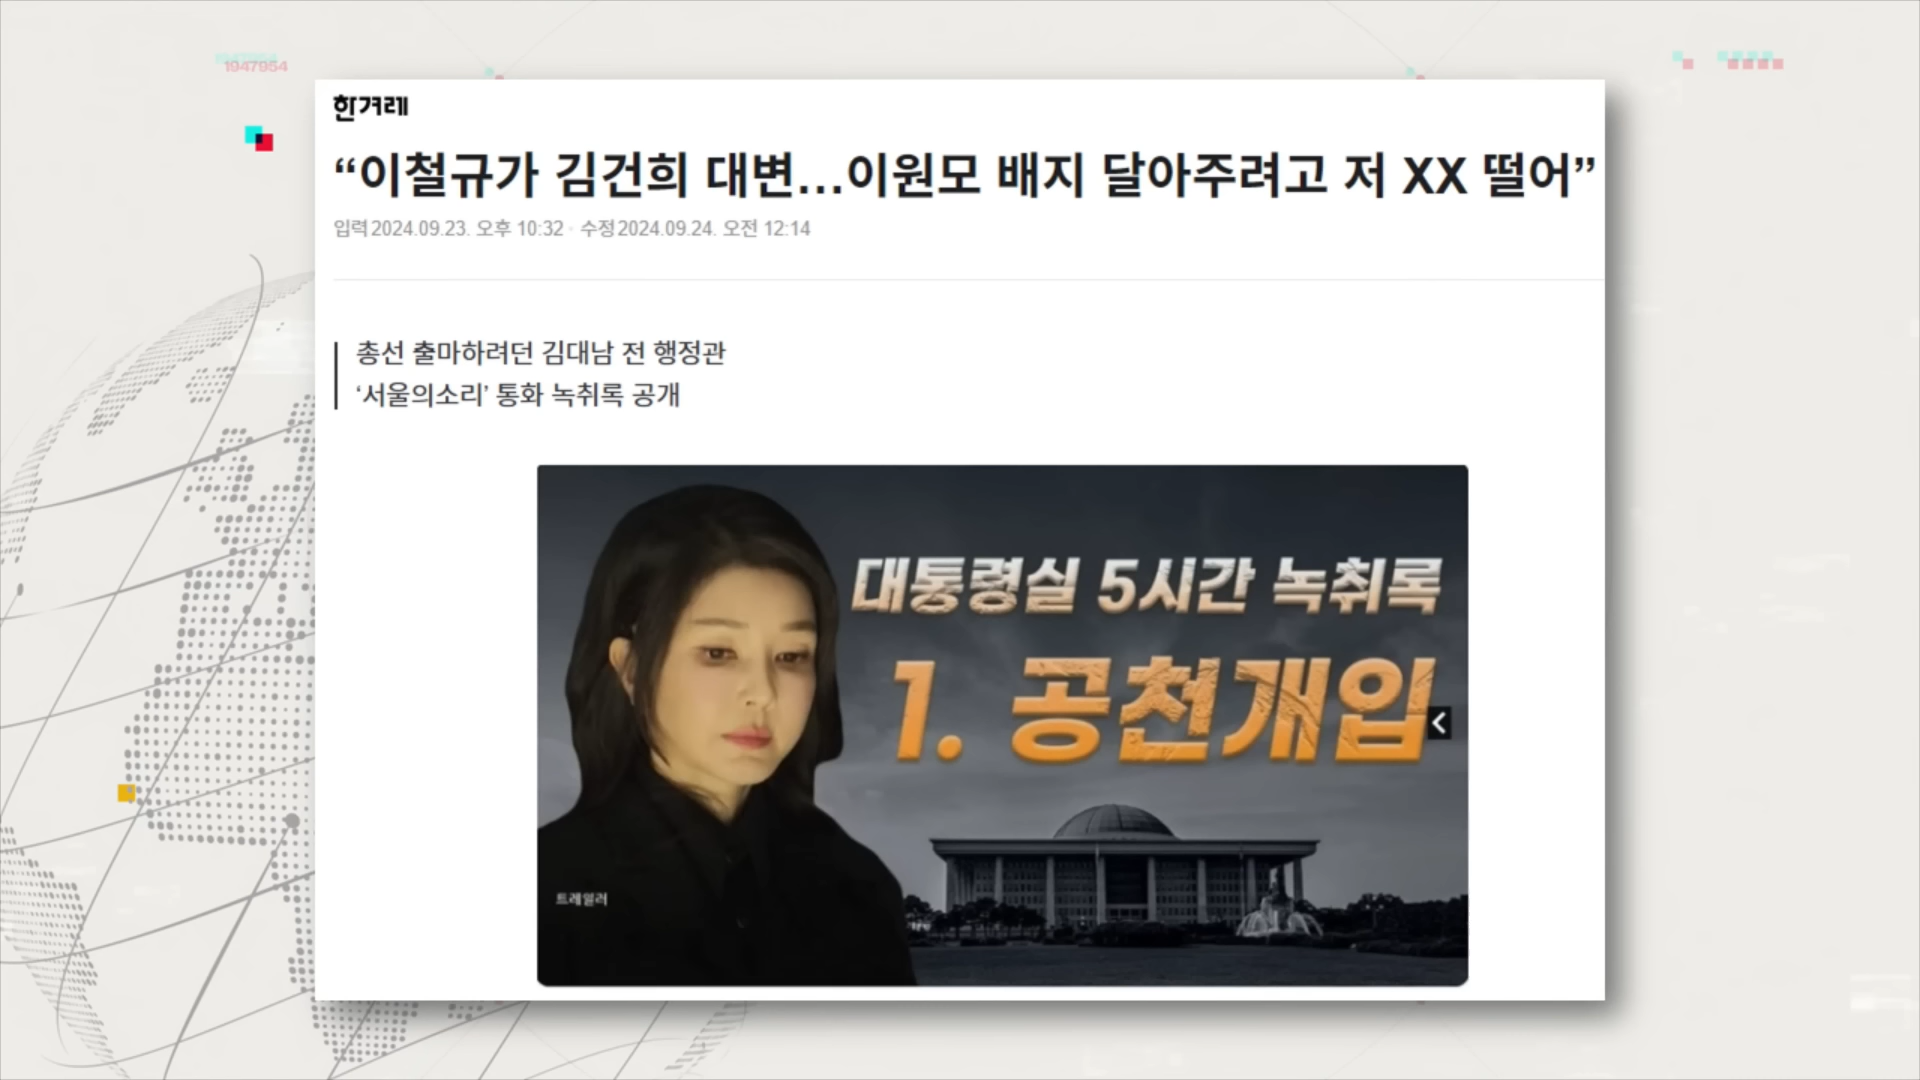 1947954
한겨레
“이철규가 김건희 대변…이원모 배지 달아주려고 저 XX 떨어”
입력 2024.09.23. 오후 10:32 · 수정 2024.09.24. 오전 12:14
총선 출마하려던 김대남 전 행정관
‘서울의소리’ 통화 녹취록 공개
대통령실 5시간 녹취록
1. 공천개입
트레일러